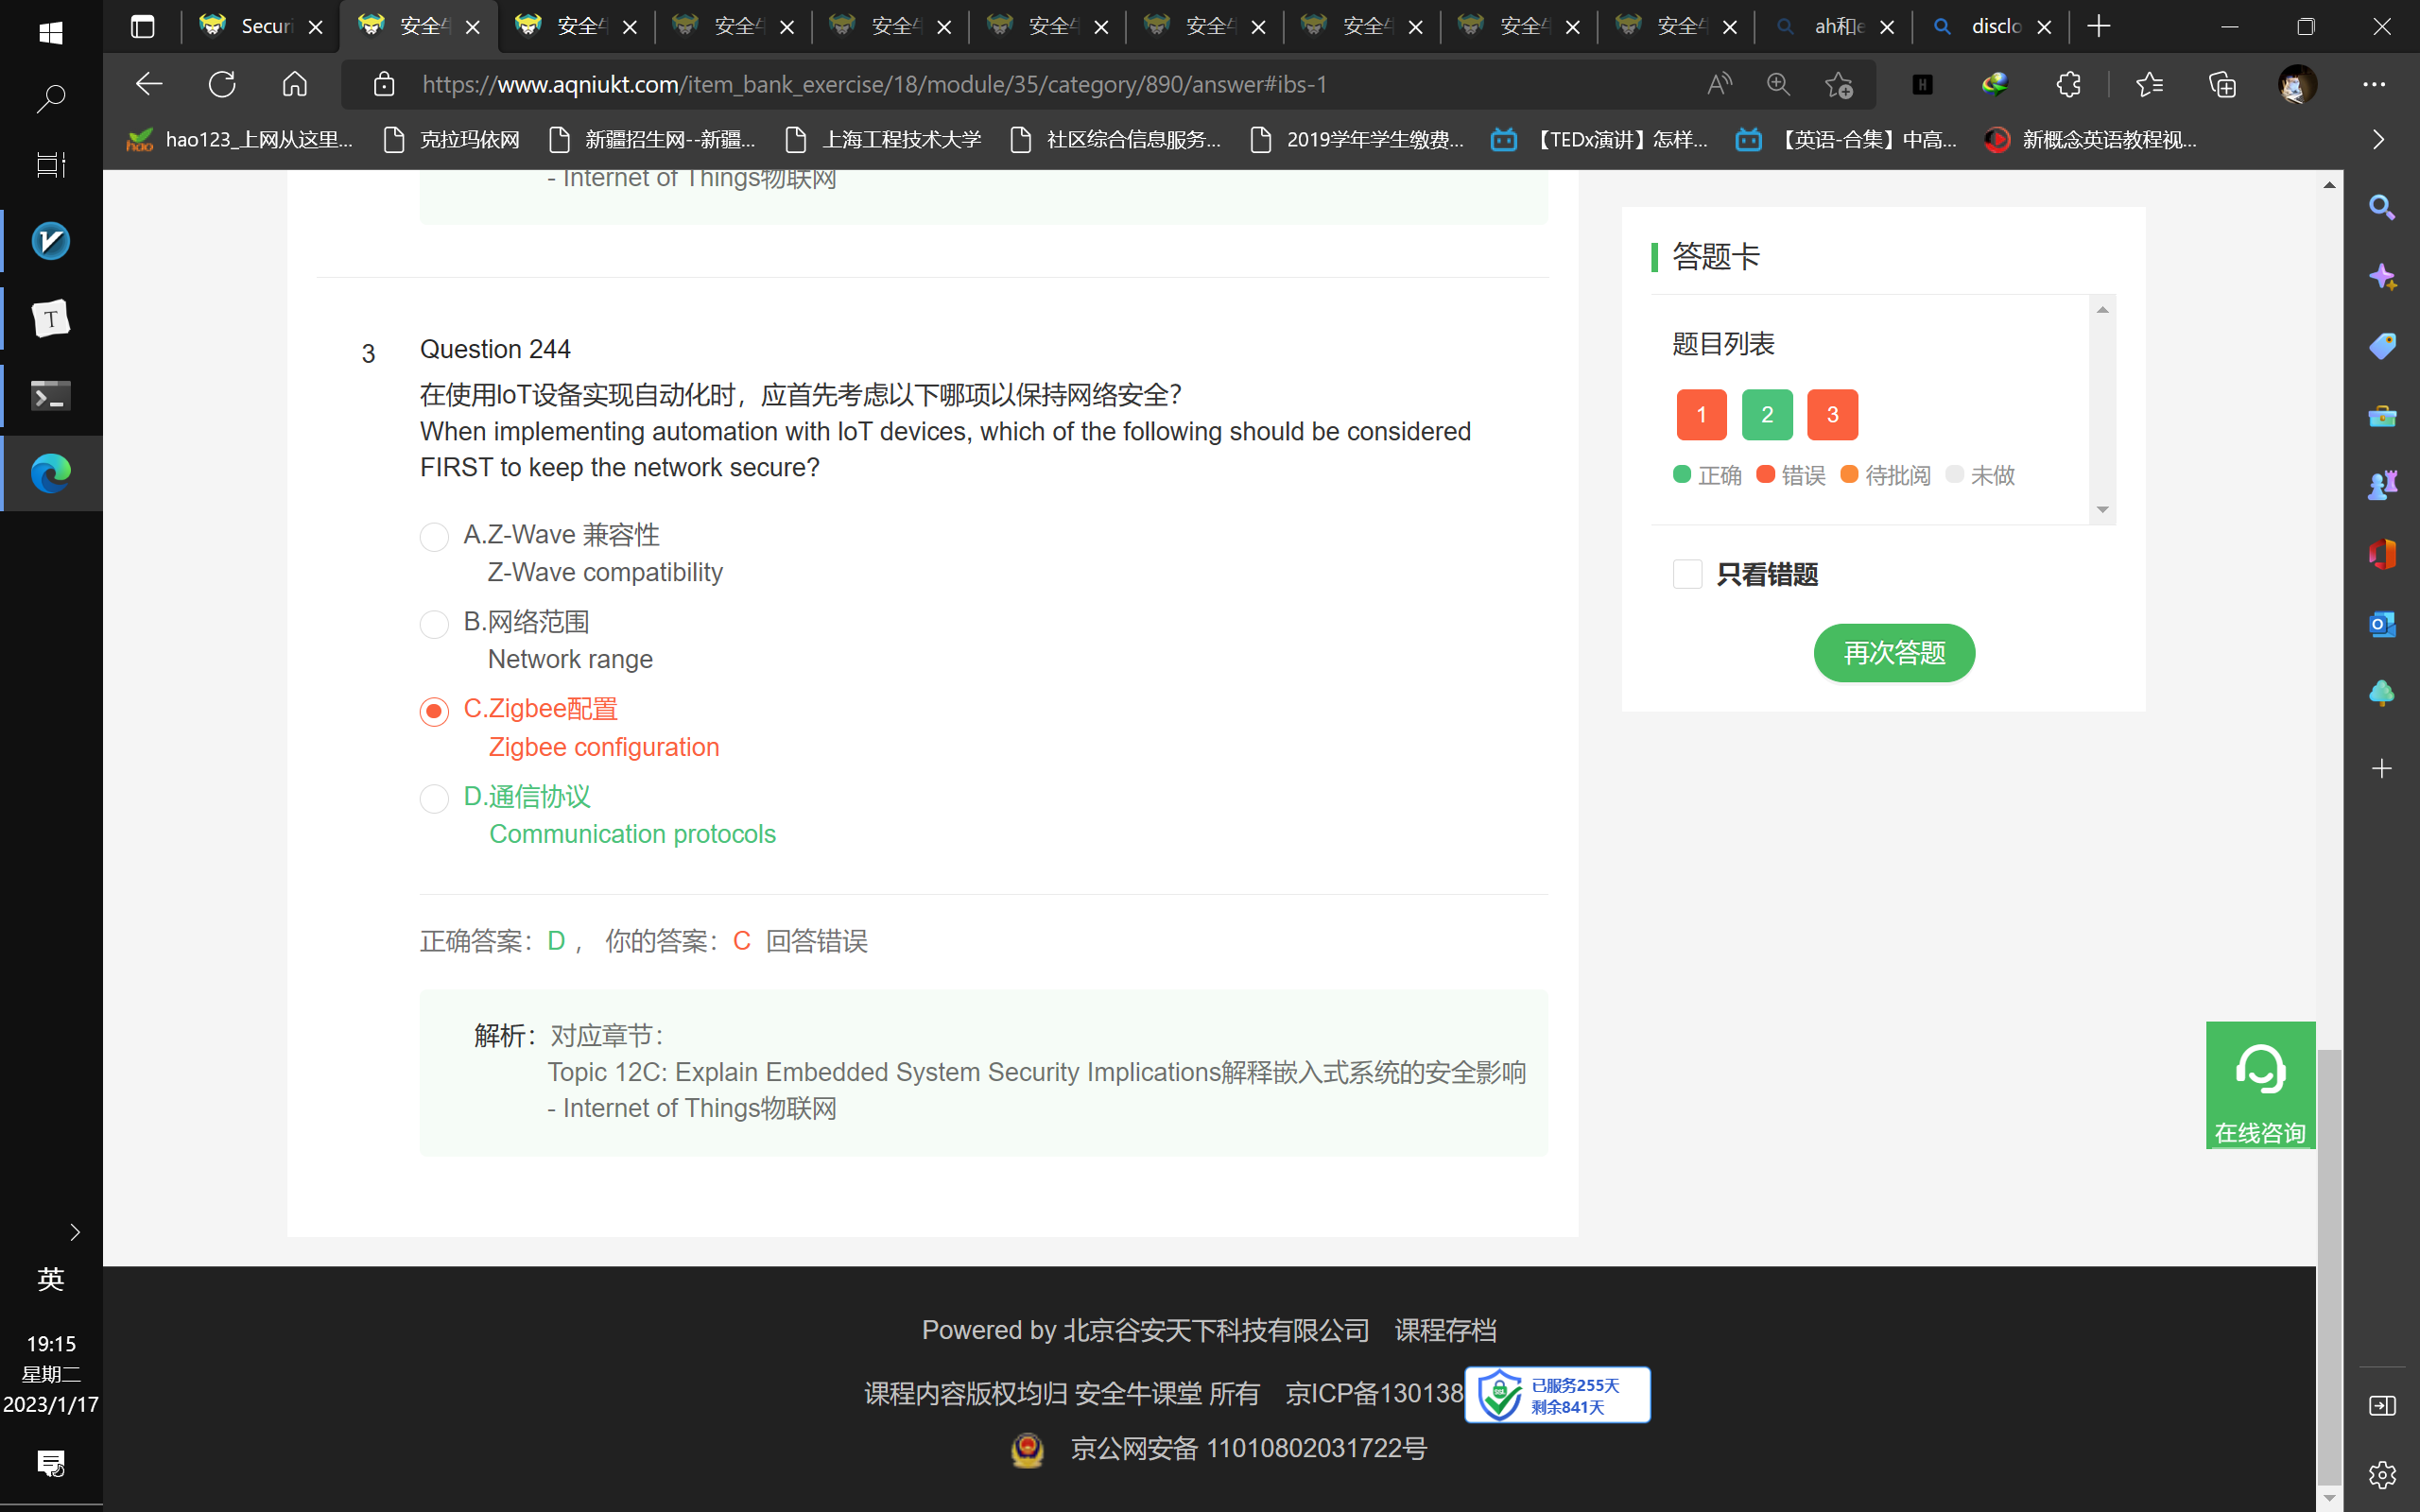 Securi
安全
安全
安全
安全
安全
安全
安全
安全
安全
ah和e
disclo
https://www.aqniukt.com/item_bank_exercise/18/module/35/category/890/answer#ibs-1
hao123_上网从这里...
克拉玛依网
新疆招生网--新疆...
上海工程技术大学
社区综合信息服务...
2019学年学生缴费...
【TEDx演讲】怎样...
【英语-合集】中高...
新概念英语教程视...
- Internet of Things物联网
3
Question 244
在使用IoT设备实现自动化时，应首先考虑以下哪项以保持网络安全？
When implementing automation with IoT devices, which of the following should be considered
FIRST to keep the network secure?
A.Z-Wave 兼容性
Z-Wave compatibility
B.网络范围
Network range
C.Zigbee配置
Zigbee configuration
D.通信协议
Communication protocols
正确答案：D， 你的答案：C 回答错误
解析：对应章节：
Topic 12C: Explain Embedded System Security Implications解释嵌入式系统的安全影响
- Internet of Things物联网
答题卡
题目列表
1 2 3
正确 错误 待批阅 未做
只看错题
再次答题
在线咨询
Powered by 北京谷安天下科技有限公司 课程存档
课程内容版权均归 安全牛课堂 所有 京ICP备130138
已服务255天
剩余841天
京公网安备 11010802031722号
英
19:15
星期二
2023/1/17